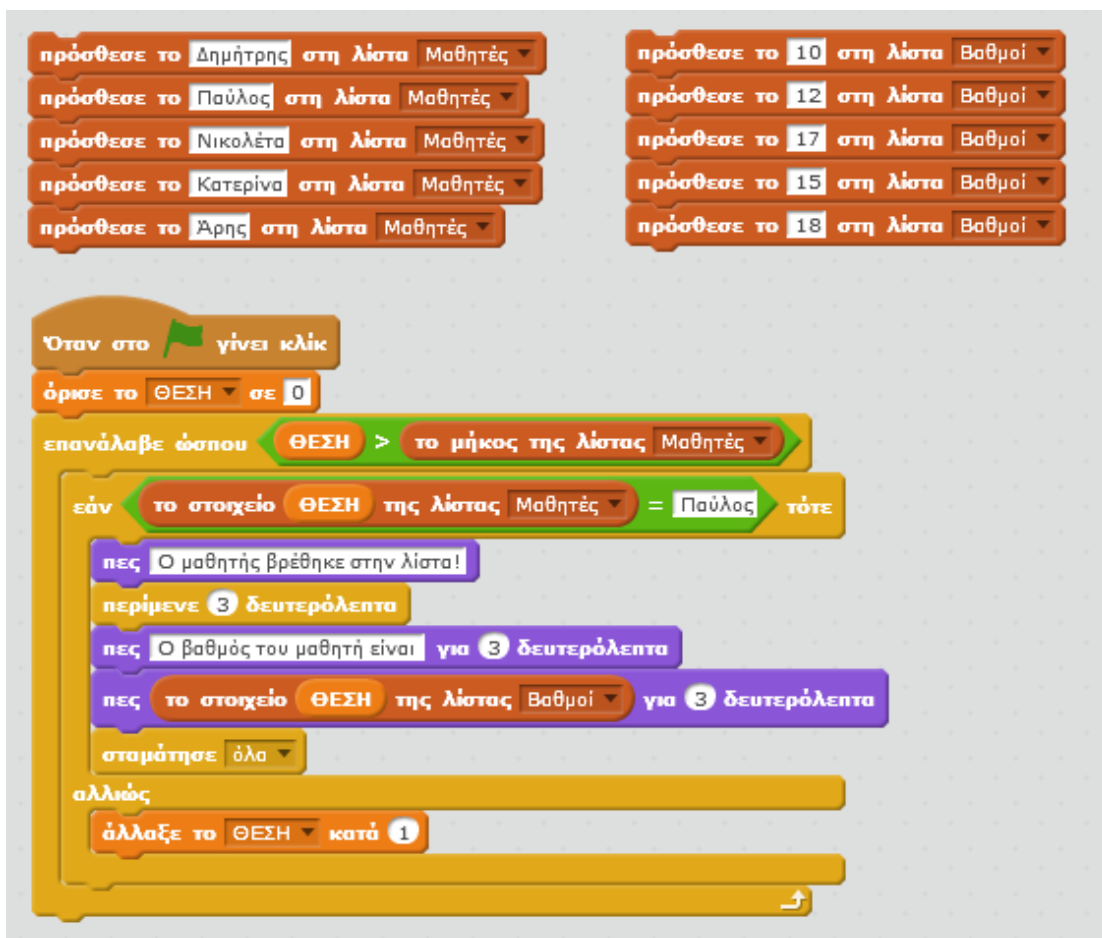 πρόσθεσε το Δημήτρης στη λίστα Μαθητές
πρόσθεσε το Παύλος στη λίστα Μαθητές
πρόσθεσε το Νικολέτα στη λίστα Μαθητές
πρόσθεσε το Κατερίνα στη λίστα Μαθητές
πρόσθεσε το Άρης στη λίστα Μαθητές
πρόσθεσε το 10 στη λίστα Βαθμοί
πρόσθεσε το 12 στη λίστα Βαθμοί
πρόσθεσε το 17 στη λίστα Βαθμοί
πρόσθεσε το 15 στη λίστα Βαθμοί
πρόσθεσε το 18 στη λίστα Βαθμοί
Όταν στο γίνει κλίκ
όρισε το ΘΕΣΗ σε 0
επανάλαβε ώσπου ΘΕΣΗ > το μήκος της λίστας Μαθητές
εάν το στοιχείο ΘΕΣΗ της λίστας Μαθητές = Παύλος τότε
πες Ο μαθητής βρέθηκε στην λίστα!
περίμενε 3 δευτερόλεπτα
πες Ο βαθμός του μαθητή είναι για 3 δευτερόλεπτα
πες το στοιχείο ΘΕΣΗ της λίστας Βαθμοί για 3 δευτερόλεπτα
σταμάτησε όλα
αλλιώς
άλλαξε το ΘΕΣΗ κατά 1